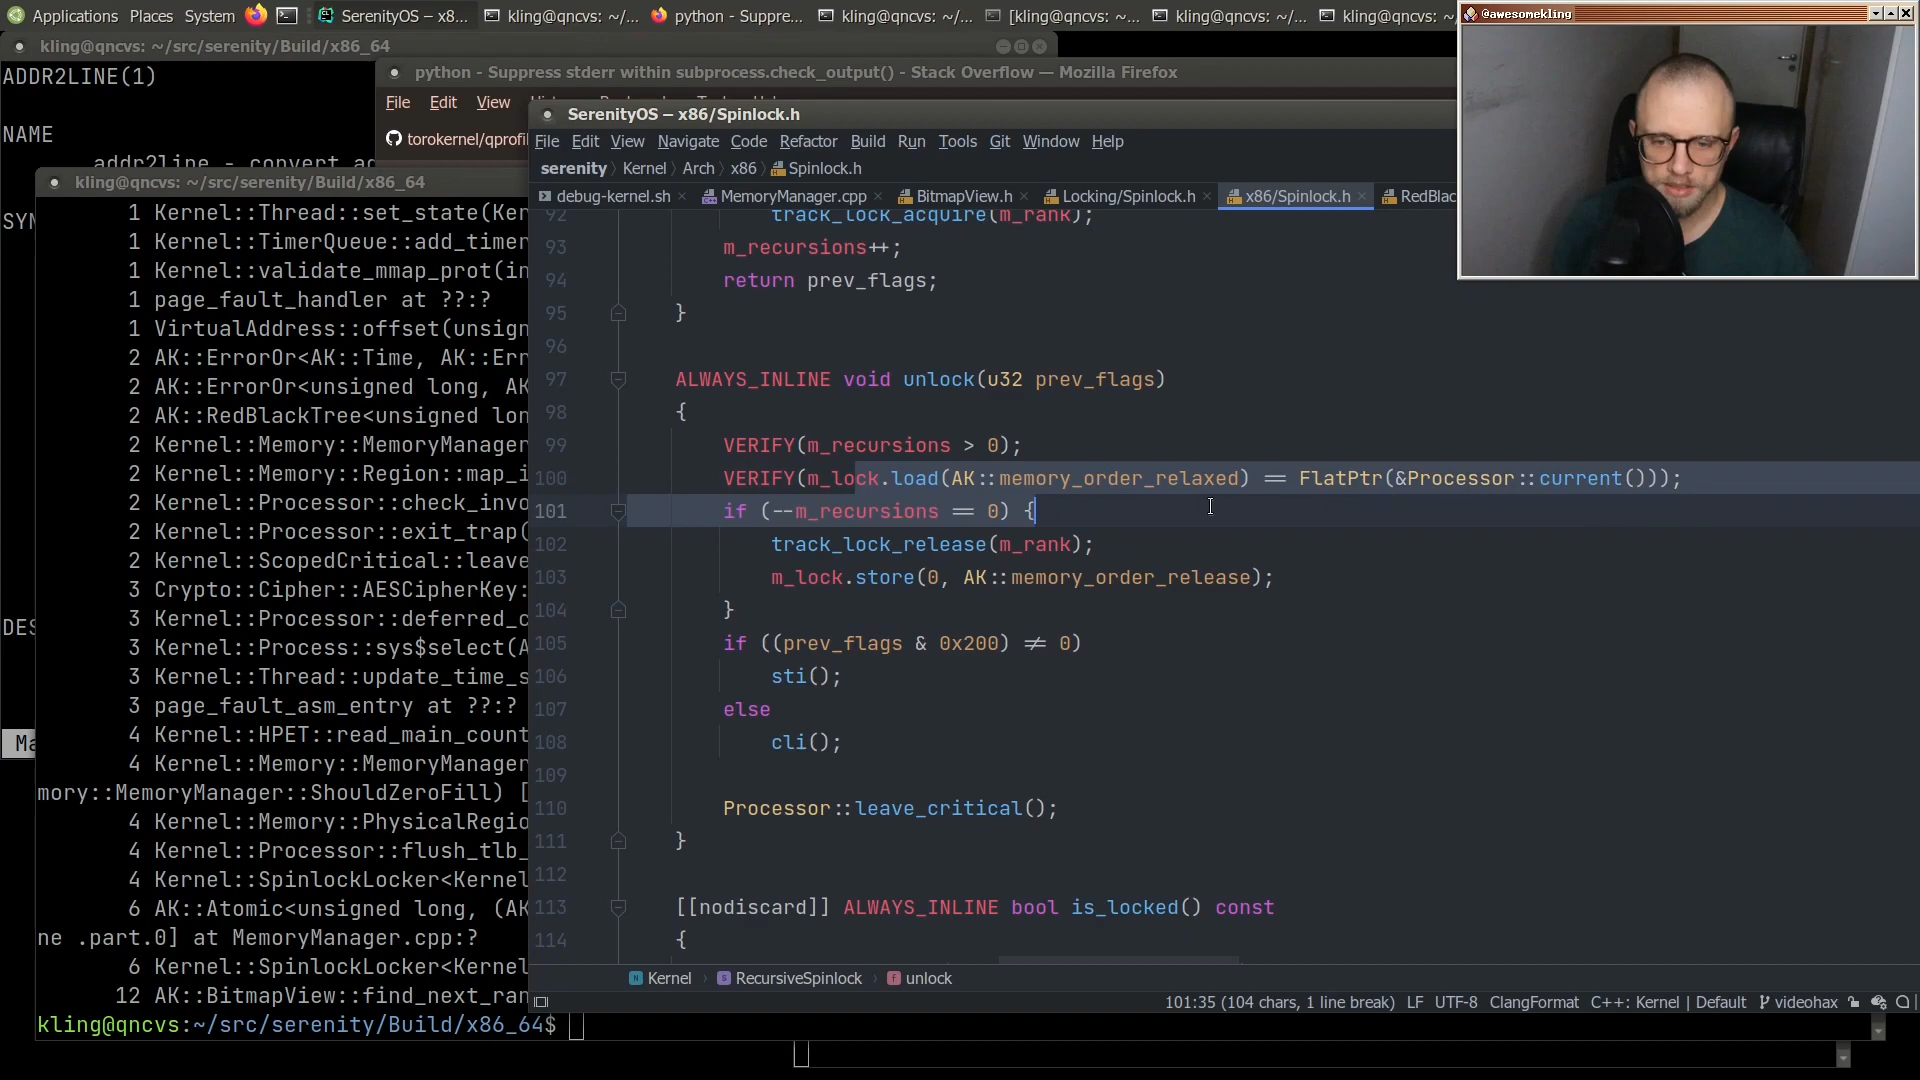 Applications Places System SerenityOS – x8... kling@qncvs: ~/... python - Suppre... kling@qncvs: ~/... [kling@qncvs: ~... kling@qncvs: ~/... kling@qncvs: ~/
@awesomekling
kling@qncvs: ~/src/serenity/Build/x86_64
ADDR2LINE(1)
NAME
addr2line - convert ad
python - Suppress stderr within subprocess.check_output() - Stack Overflow — Mozilla Firefox
File Edit View
torokernel/qprofi
SerenityOS – x86/Spinlock.h
File Edit View Navigate Code Refactor Build Run Tools Git Window Help
serenity Kernel Arch x86 Spinlock.h
debug-kernel.sh MemoryManager.cpp BitmapView.h Locking/Spinlock.h x86/Spinlock.h RedBlac
kling@qncvs: ~/src/serenity/Build/x86_64
SYN
DES
Ma
1 Kernel::Thread::set_state(Ker
1 Kernel::TimerQueue::add_timer
1 Kernel::validate_mmap_prot(in
1 page_fault_handler at ??:?
1 VirtualAddress::offset(unsign
2 AK::ErrorOr<AK::Time, AK::Err
2 AK::ErrorOr<unsigned long, AK
2 AK::RedBlackTree<unsigned lon
2 Kernel::Memory::MemoryManager
2 Kernel::Memory::Region::map_i
2 Kernel::Processor::check_invo
2 Kernel::Processor::exit_trap(
2 Kernel::ScopedCritical::leave
3 Crypto::Cipher::AESCipherKey:
3 Kernel::Processor::deferred_c
3 Kernel::Process::sys$select(A
3 Kernel::Thread::update_time_s
3 page_fault_asm_entry at ??:?
4 Kernel::HPET::read_main_count
4 Kernel::Memory::MemoryManager
mory::MemoryManager::ShouldZeroFill) [
4 Kernel::Memory::PhysicalRegio
4 Kernel::Processor::flush_tlb_
4 Kernel::SpinlockLocker<Kernel
6 AK::Atomic<unsigned long, (AK
ne .part.0] at MemoryManager.cpp:?
6 Kernel::SpinlockLocker<Kernel
12 AK::BitmapView::find_next_ran
kling@qncvs:~/src/serenity/Build/x86_64$
92 track_lock_acquire(m_rank);
93 m_recursions++;
94 return prev_flags;
95 }
96
97 ALWAYS_INLINE void unlock(u32 prev_flags)
98 {
99 VERIFY(m_recursions > 0);
100 VERIFY(m_lock.load(AK::memory_order_relaxed) == FlatPtr(&Processor::current()));
101 if (--m_recursions == 0) {
102 track_lock_release(m_rank);
103 m_lock.store(0, AK::memory_order_release);
104 }
105 if ((prev_flags & 0x200) != 0)
106 sti();
107 else
108 cli();
109
110 Processor::leave_critical();
111 }
112
113 [[nodiscard]] ALWAYS_INLINE bool is_locked() const
114 {
Kernel RecursiveSpinlock unlock
101:35 (104 chars, 1 line break) LF UTF-8 ClangFormat C++: Kernel | Default videohax